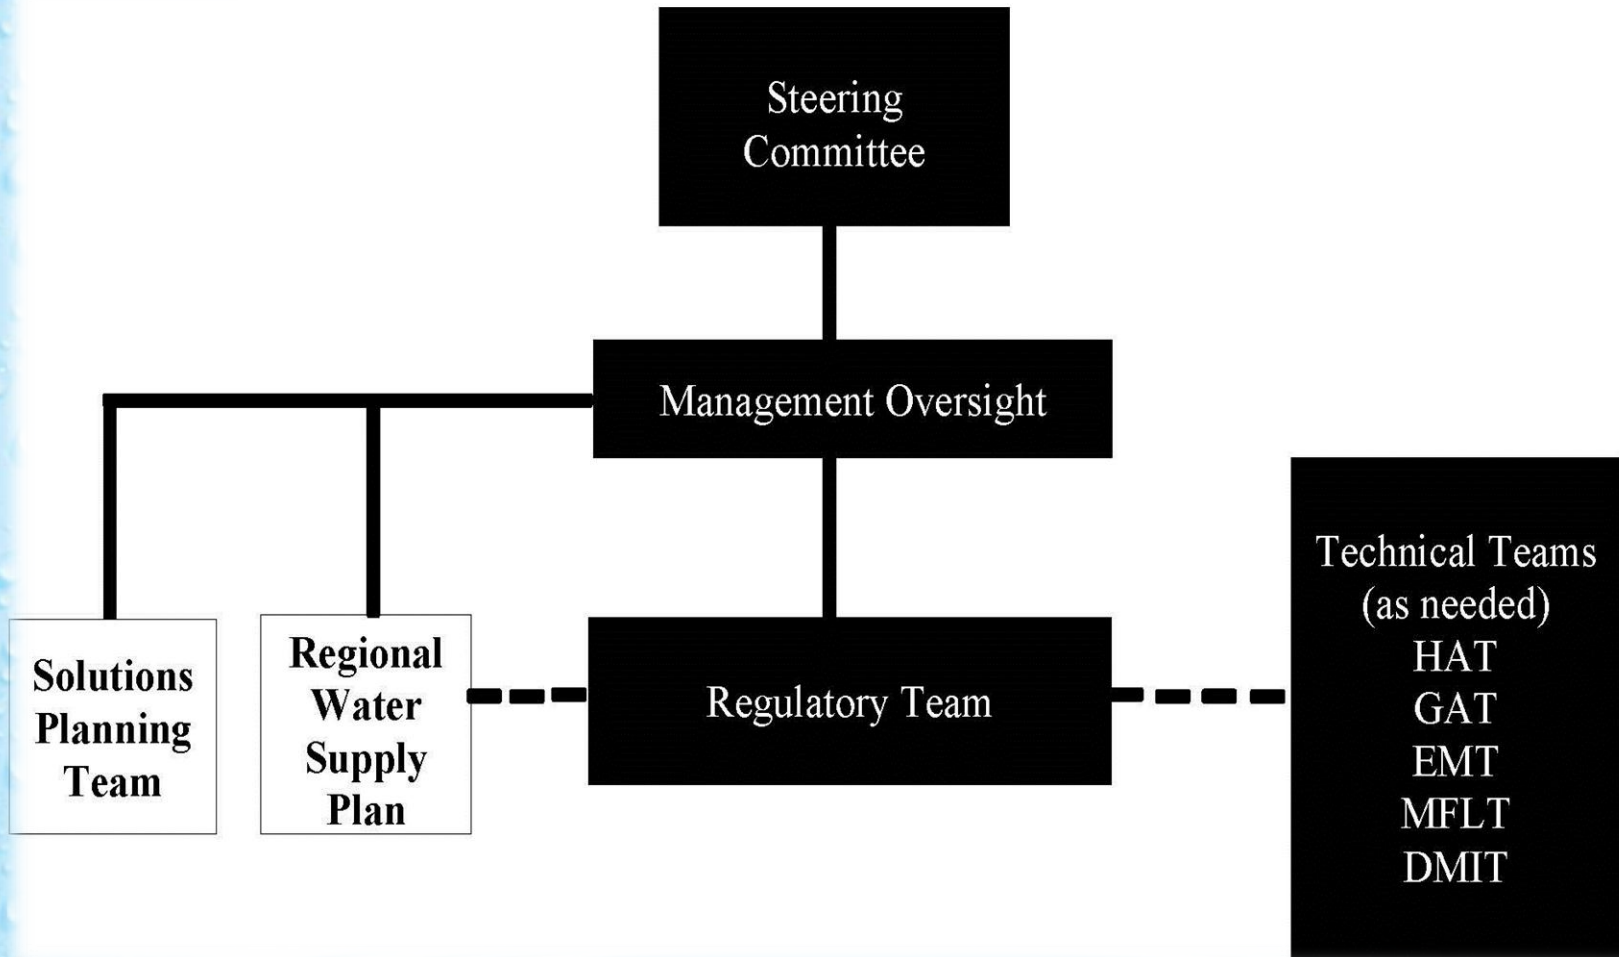 Steering
Committee
Management Oversight
Solutions
Planning
Team
Regional
Water
Supply
Plan
Regulatory Team
Technical Teams
(as needed)
HAT
GAT
EMT
MFLT
DMIT